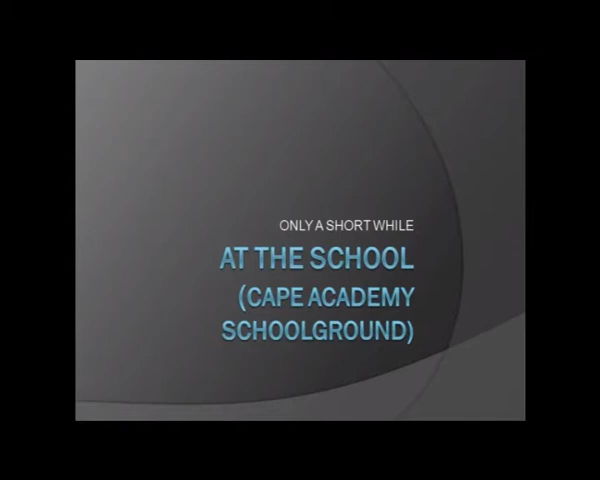 ONLY A SHORT WHILE
AT THE SCHOOL
(CAPE ACADEMY
SCHOOLGROUND)